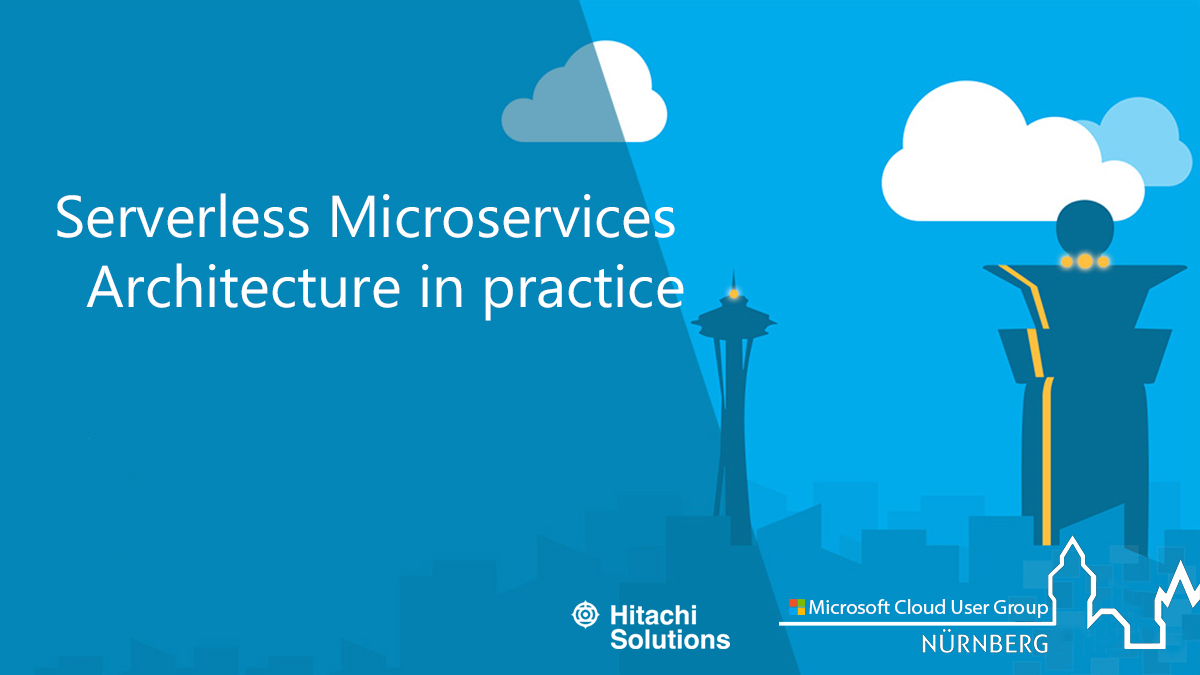 Serverless Microservices
Architecture in practice
Hitachi
Solutions
Microsoft Cloud User Group
NÜRNBERG